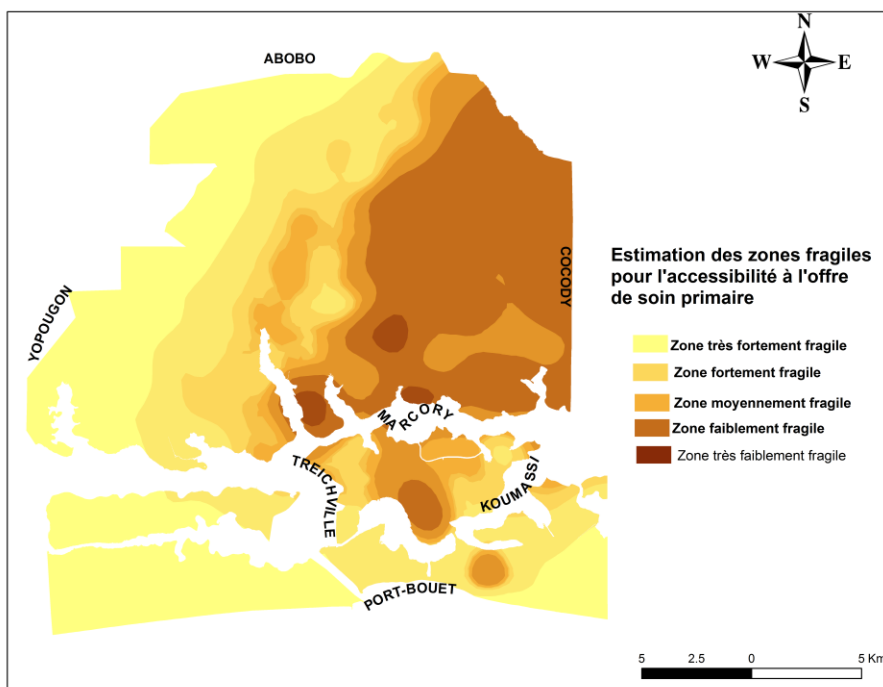 N
W E
S
ABOBO
COCODY
YOPOUGON
MARCORY
TREICHVILLE
KOUMASSI
PORT-BOUET
Estimation des zones fragiles
pour l'accessibilité à l'offre
de soin primaire
Zone très fortement fragile
Zone fortement fragile
Zone moyennement fragile
Zone faiblement fragile
Zone très faiblement fragile
5 2.5 0 5 Km